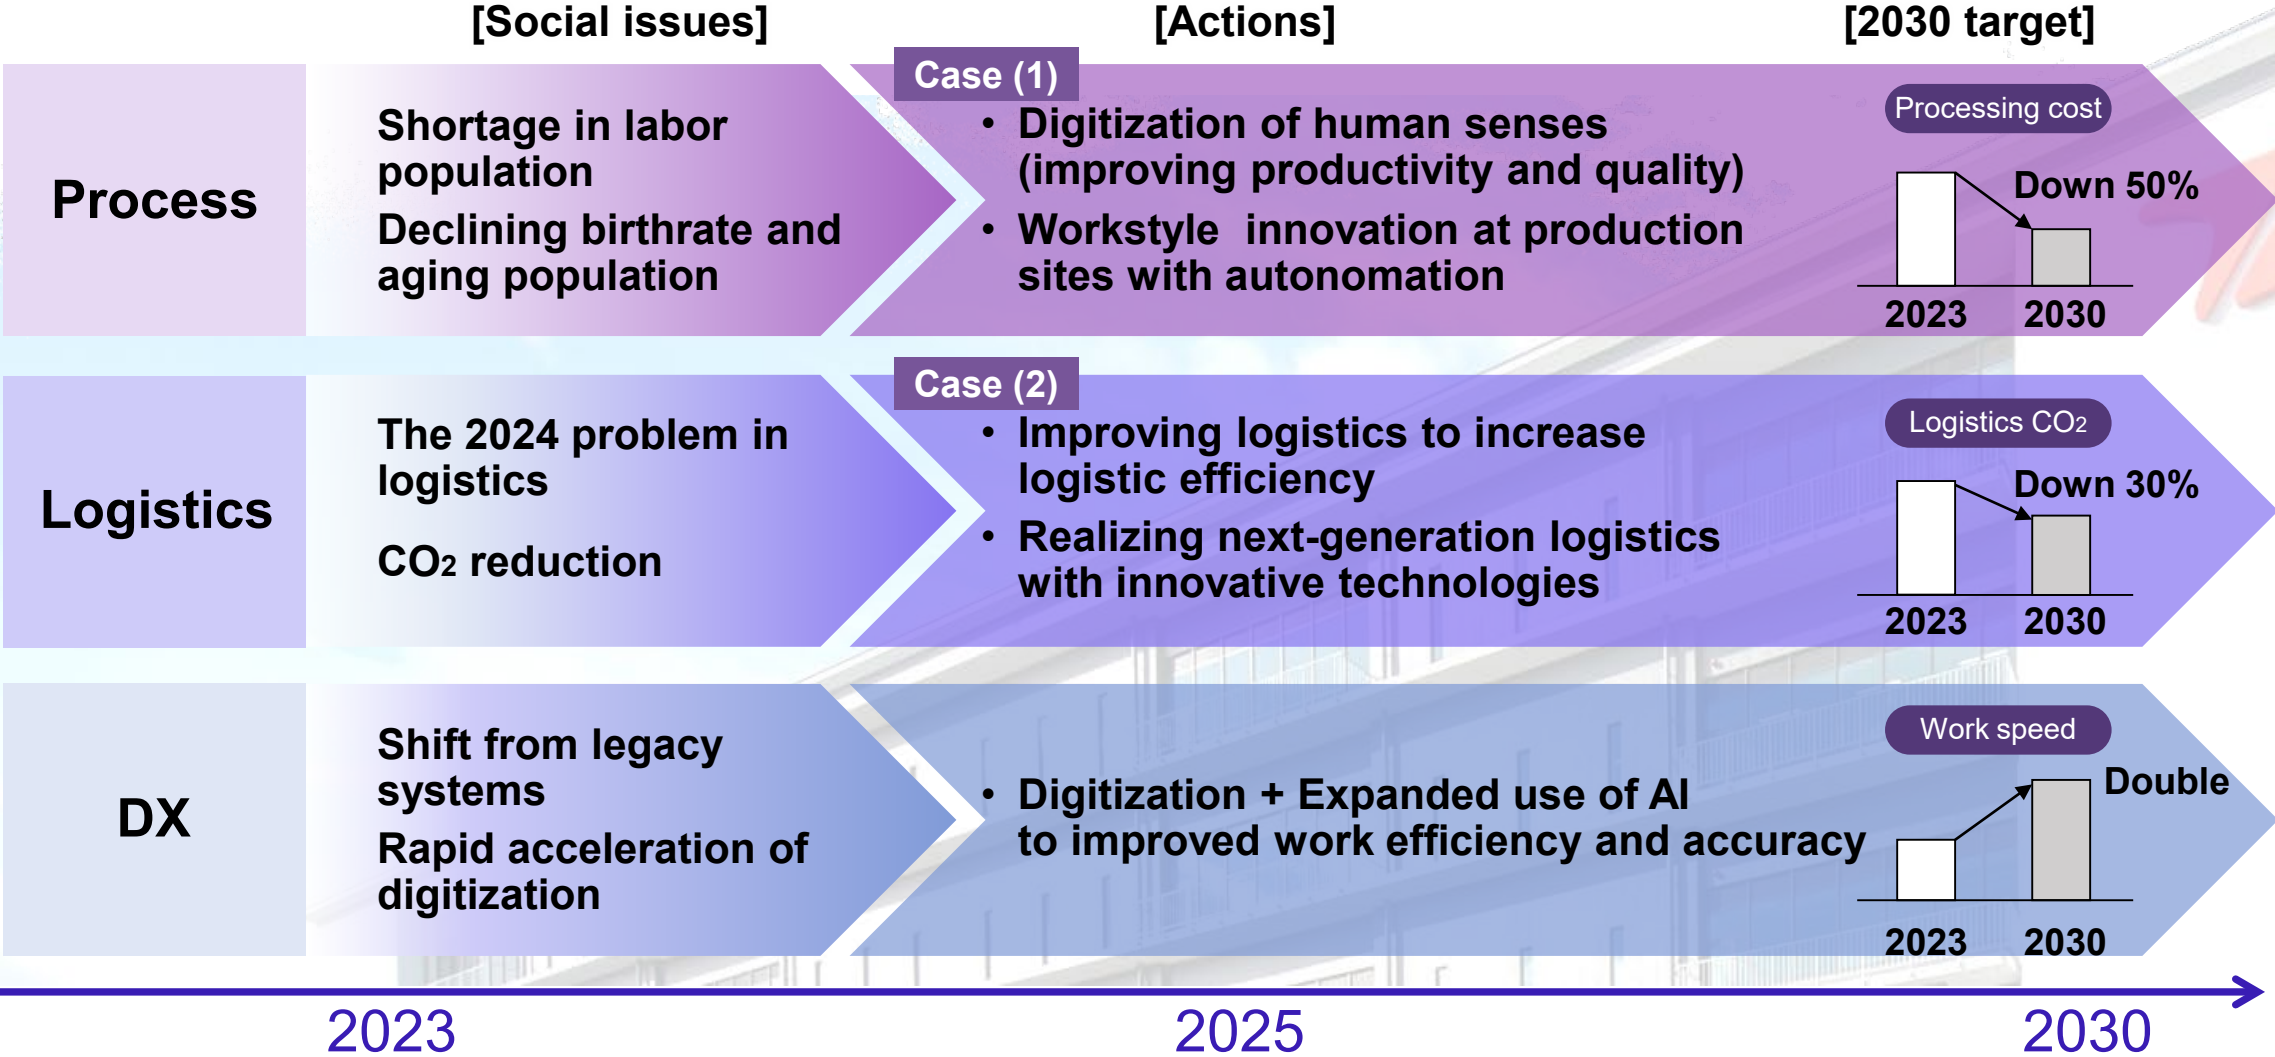 [Social issues]
[Actions]
[2030 target]
Process
Shortage in labor
population
Declining birthrate and
aging population
Case (1)
• Digitization of human senses
(improving productivity and quality)
• Workstyle  innovation at production
sites with autonomation
Processing cost
Down 50%
2023
2030
Logistics
The 2024 problem in
logistics
CO2 reduction
Case (2)
• Improving logistics to increase
logistic efficiency
• Realizing next-generation logistics
with innovative technologies
Logistics CO2
Down 30%
2023
2030
DX
Shift from legacy
systems
Rapid acceleration of
digitization
• Digitization + Expanded use of AI
to improved work efficiency and accuracy
Work speed
Double
2023
2030
2023
2025
2030